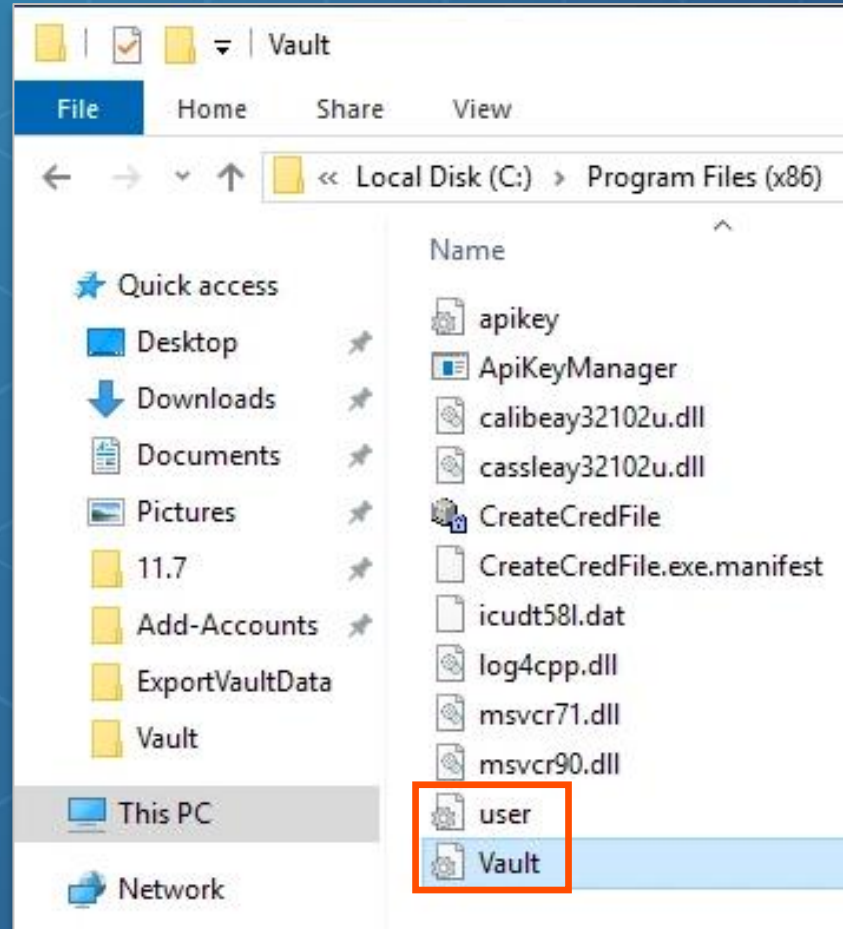 Vault
File Home Share View
« Local Disk (C:) > Program Files (x86)
Name
Quick access
Desktop
Downloads
Documents
Pictures
11.7
Add-Accounts
ExportVaultData
Vault
This PC
Network
apikey
ApiKeyManager
calibeay32102u.dll
cassleay32102u.dll
CreateCredFile
CreateCredFile.exe.manifest
icudt58l.dat
log4cpp.dll
msvcr71.dll
msvcr90.dll
user
Vault